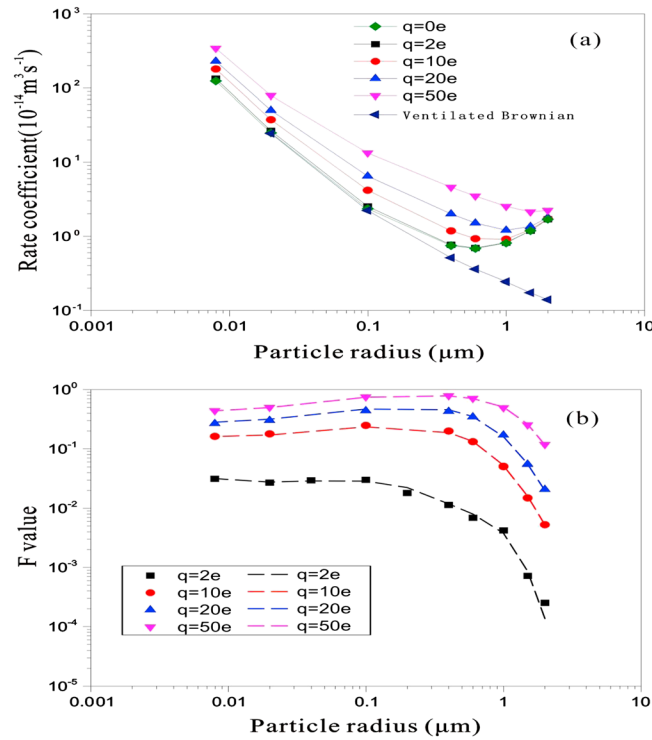 (a)
q=0e
q=2e
q=10e
q=20e
q=50e
Ventilated Brownian
10³
10²
10¹
10⁰
10⁻¹
Rate coefficient(10⁻¹⁴m³s⁻¹)
0.001 0.01 0.1 1 10
Particle radius (μm)
(b)
10⁰
10⁻¹
10⁻²
10⁻³
10⁻⁴
10⁻⁵
F value
q=2e q=2e
q=10e q=10e
q=20e q=20e
q=50e q=50e
0.001 0.01 0.1 1 10
Particle radius (μm)